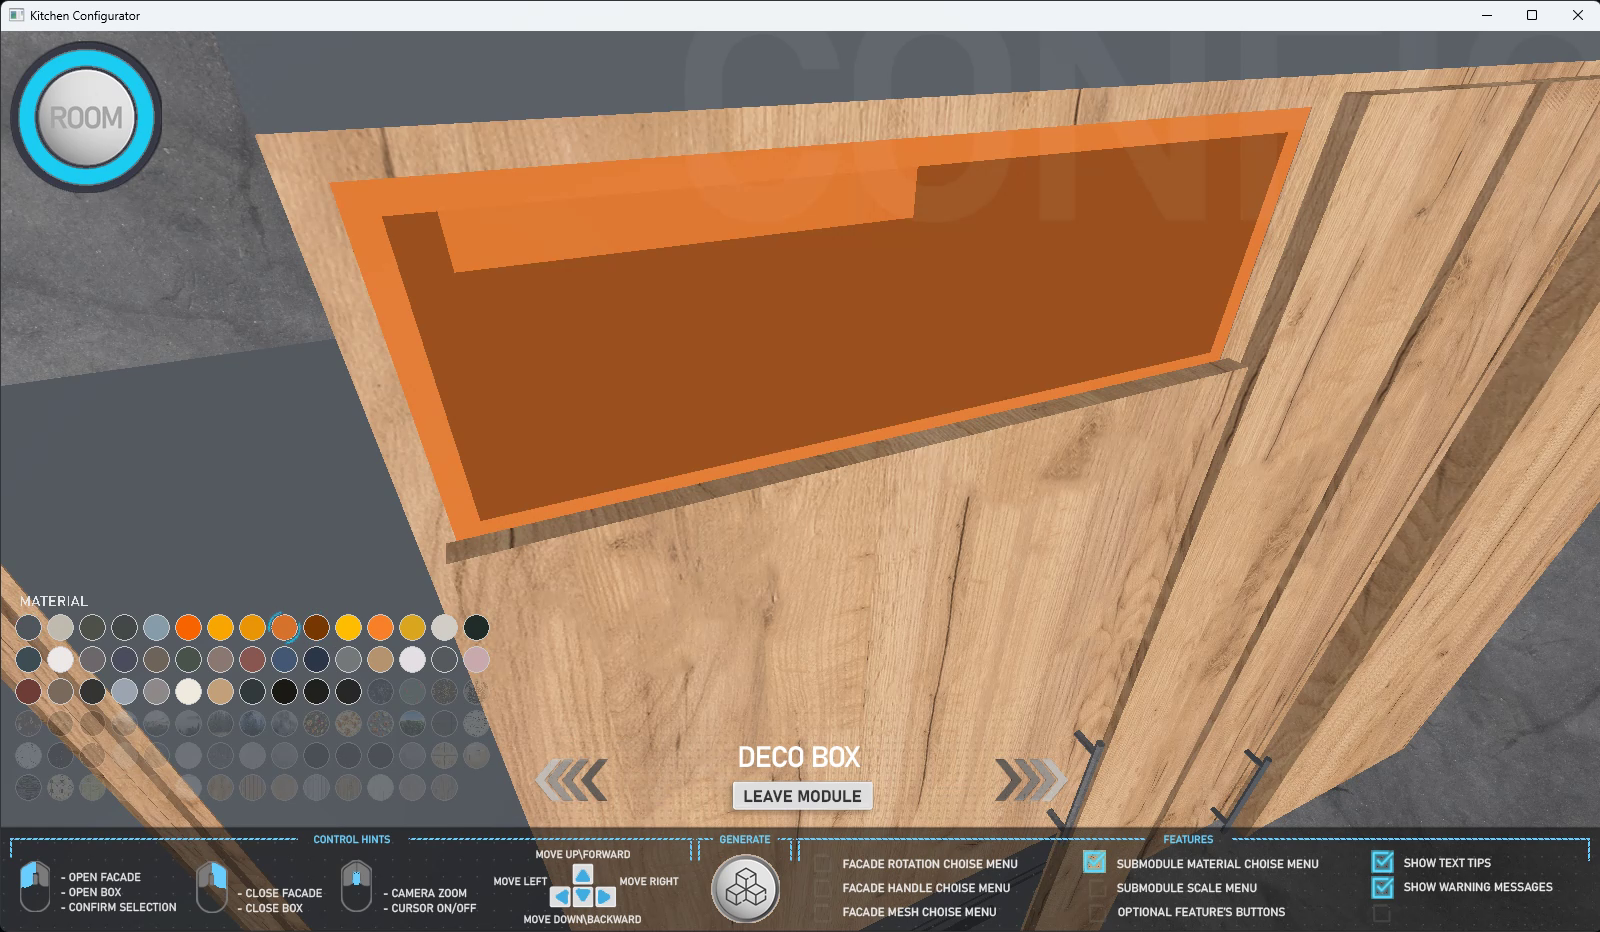 Kitchen Configurator
ROOM
CONFIG
MATERIAL
DECO BOX
LEAVE MODULE
CONTROL HINTS
GENERATE
FEATURES
- OPEN FACADE
- OPEN BOX
- CONFIRM SELECTION
- CLOSE FACADE
- CLOSE BOX
- CAMERA ZOOM
- CURSOR ON/OFF
MOVE UP\FORWARD
MOVE LEFT
MOVE RIGHT
MOVE DOWN\BACKWARD
FACADE ROTATION CHOISE MENU
FACADE HANDLE CHOISE MENU
FACADE MESH CHOISE MENU
SUBMODULE MATERIAL CHOISE MENU
SUBMODULE SCALE MENU
OPTIONAL FEATURE'S BUTTONS
SHOW TEXT TIPS
SHOW WARNING MESSAGES